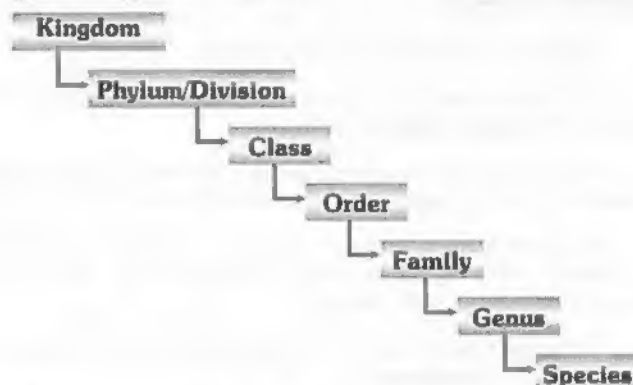 Kingdom
Phylum/Division
Class
Order
Family
Genus
Species